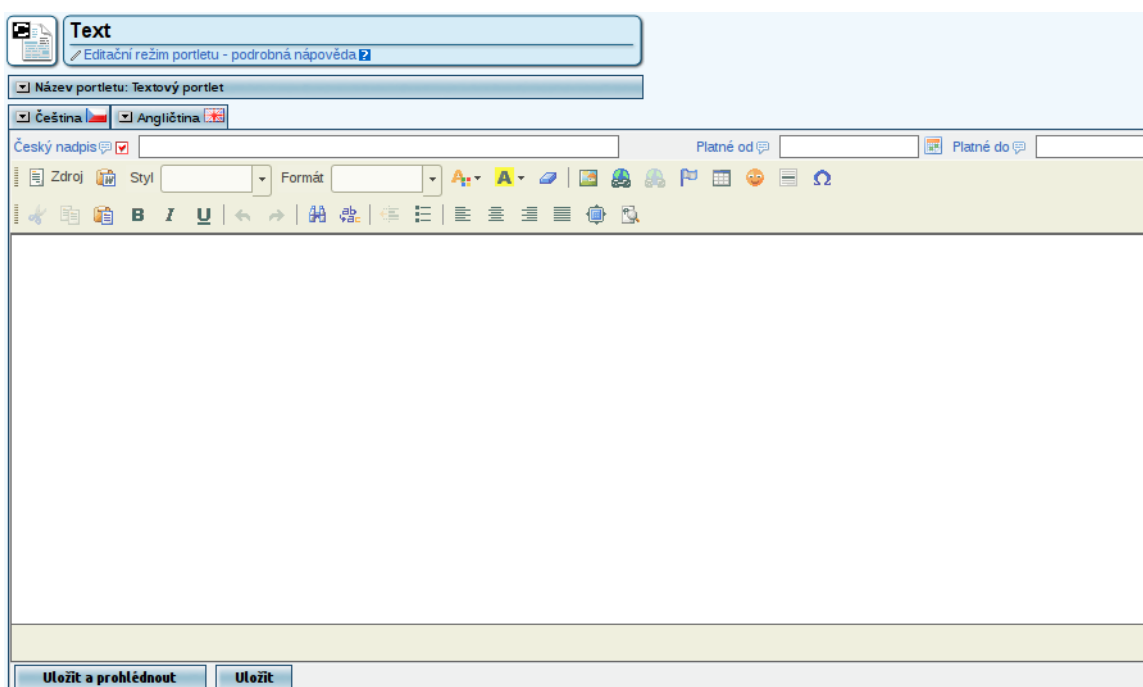 Text
Editační režim portletu - podrobná nápověda ?
Název portletu: Textový portlet
Čeština Angličtina
Český nadpis Platné od Platné do
Zdroj Styl Formát A A Ω
B I U
Uložit a prohlédnout Uložit